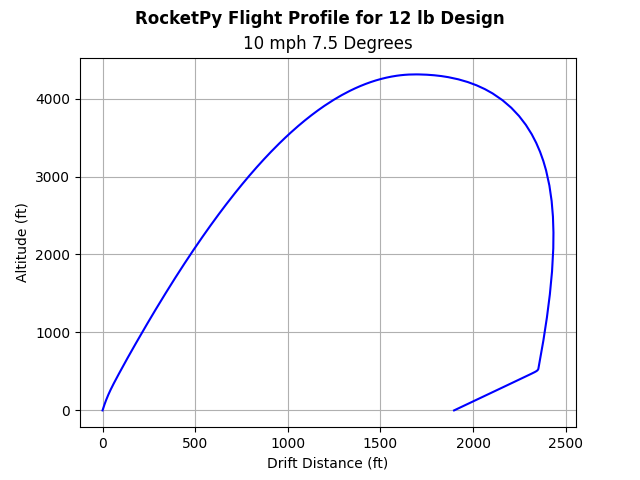 RocketPy Flight Profile for 12 lb Design
10 mph 7.5 Degrees
Altitude (ft)
4000
3000
2000
1000
0
0 500 1000 1500 2000 2500
Drift Distance (ft)